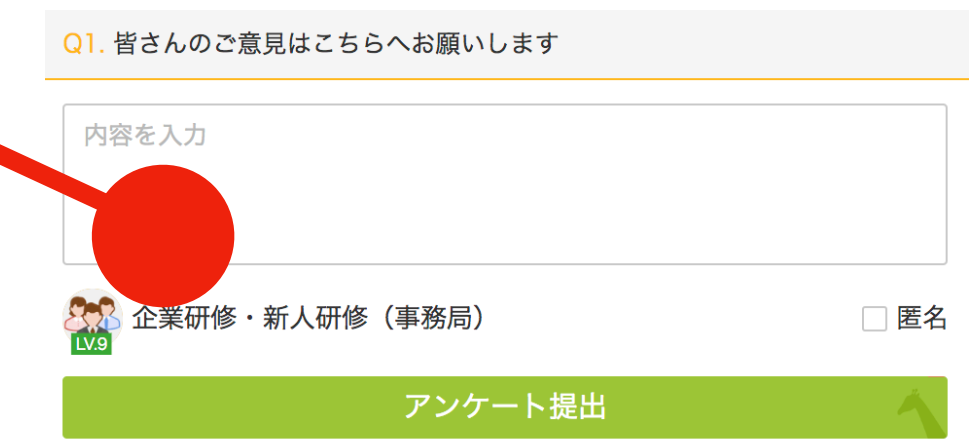 Q1. 皆さんのご意見はこちらへお願いします
内容を入力
企業研修・新人研修（事務局）
匿名
LV.9
アンケート提出